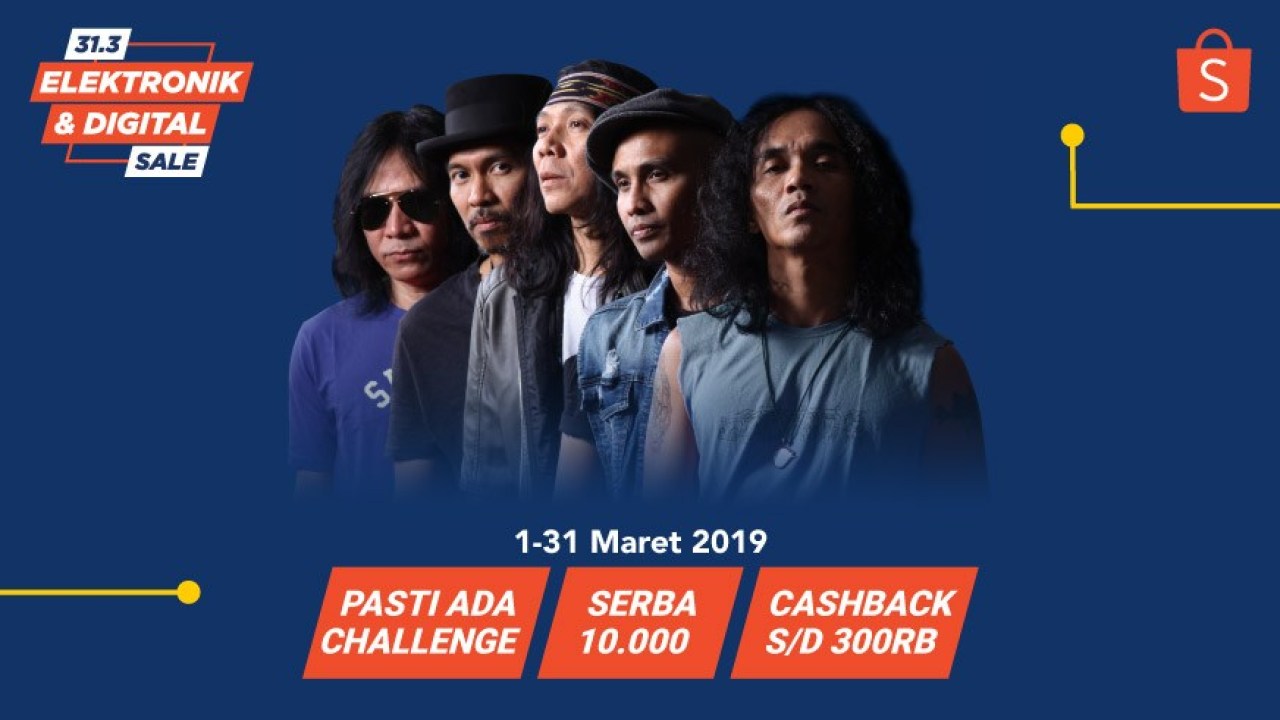 31.3
ELEKTRONIK
& DIGITAL
SALE
S
1-31 Maret 2019
PASTI ADA
CHALLENGE
SERBA
10.000
CASHBACK
S/D 300RB